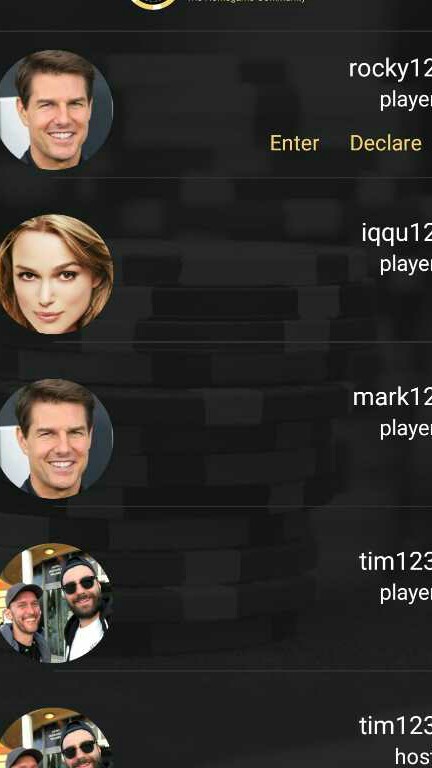 The Homegame Community
rocky12
player
Enter Declare
iqqu12
player
mark12
player
tim123
player
tim123
host